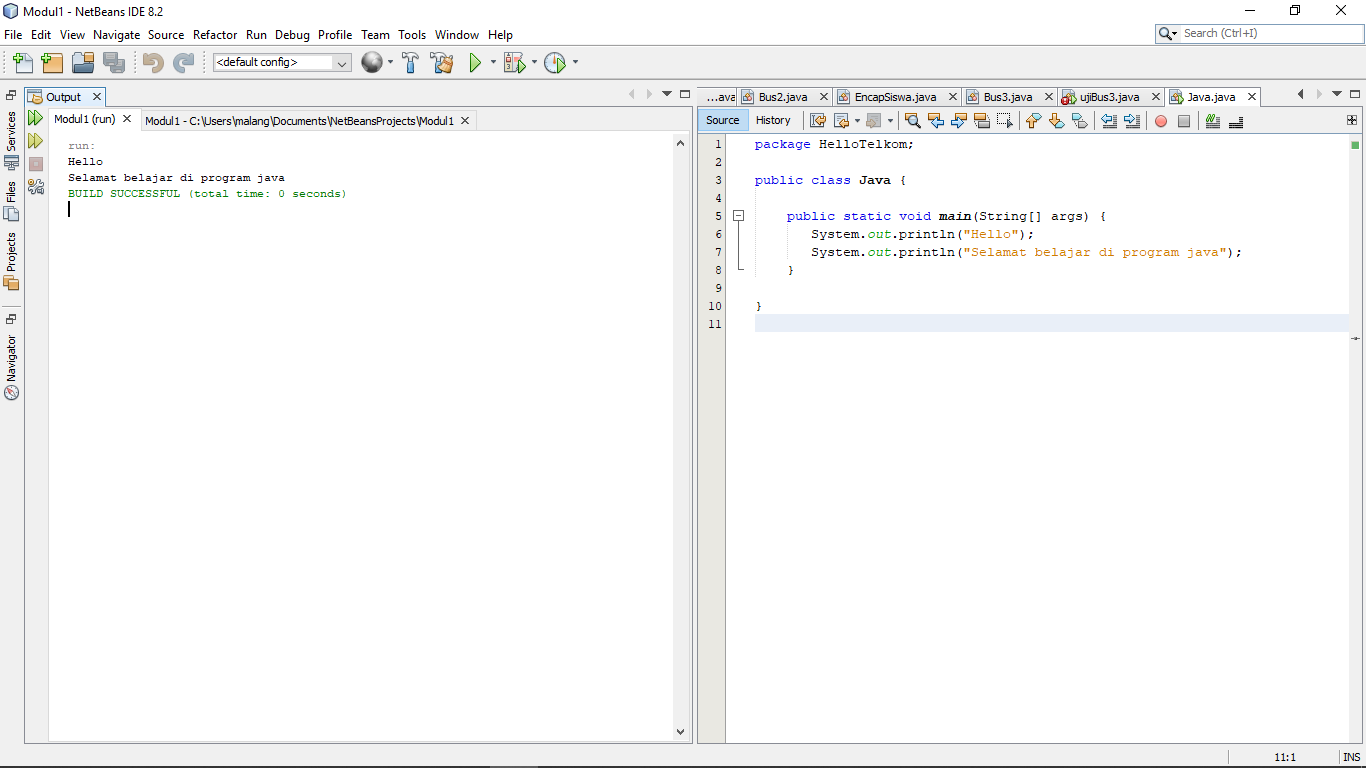 Modul1 - NetBeans IDE 8.2
File Edit View Navigate Source Refactor Run Debug Profile Team Tools Window Help
Search (Ctrl+I)
<default config>
Services
Files
Projects
Navigator
Output
Modul1 (run)
Modul1 - C:\Users\malang\Documents\NetBeansProjects\Modul1
run:
Hello
Selamat belajar di program java
BUILD SUCCESSFUL (total time: 0 seconds)
...ava Bus2.java EncapSiswa.java Bus3.java ujiBus3.java Java.java
Source History
1 package HelloTelkom;
2
3 public class Java {
4
5 public static void main(String[] args) {
6 System.out.println("Hello");
7 System.out.println("Selamat belajar di program java");
8 }
9
10 }
11
11:1 INS